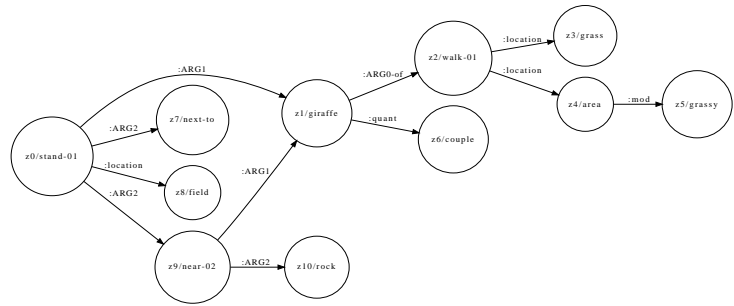 z3/grass
:location
z2/walk-01
:ARG1
:ARG0-of
:location
z7/next-to
z1/giraffe
z4/area
:mod
z5/grassy
:ARG2
:quant
z0/stand-01
z6/couple
:location
z8/field
:ARG2
:ARG1
z9/near-02
:ARG2
z10/rock